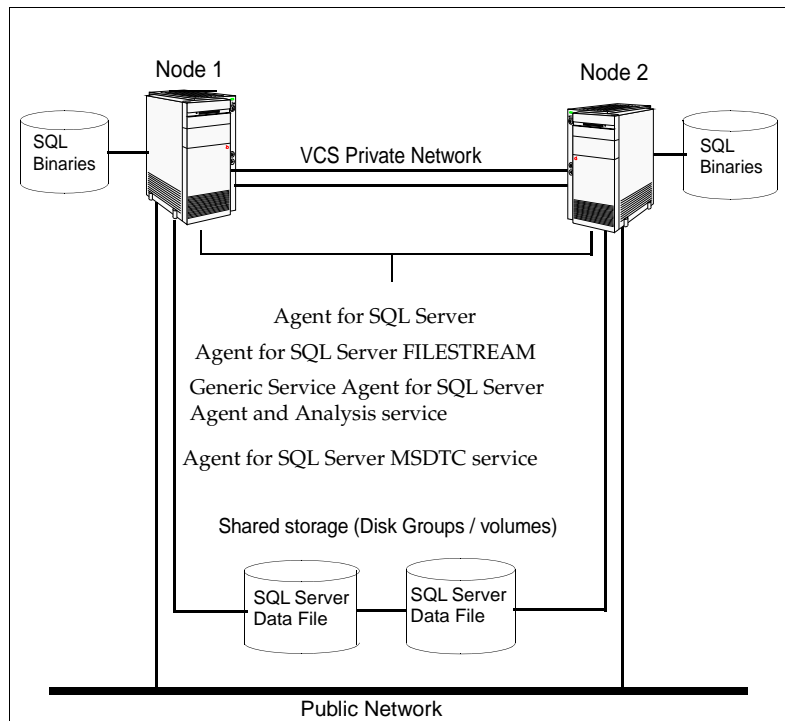 Node 1
Node 2
SQL
Binaries
VCS Private Network
SQL
Binaries
Agent for SQL Server
Agent for SQL Server FILESTREAM
Generic Service Agent for SQL Server
Agent and Analysis service
Agent for SQL Server MSDTC service
Shared storage (Disk Groups / volumes)
SQL Server
Data File
SQL Server
Data File
Public Network